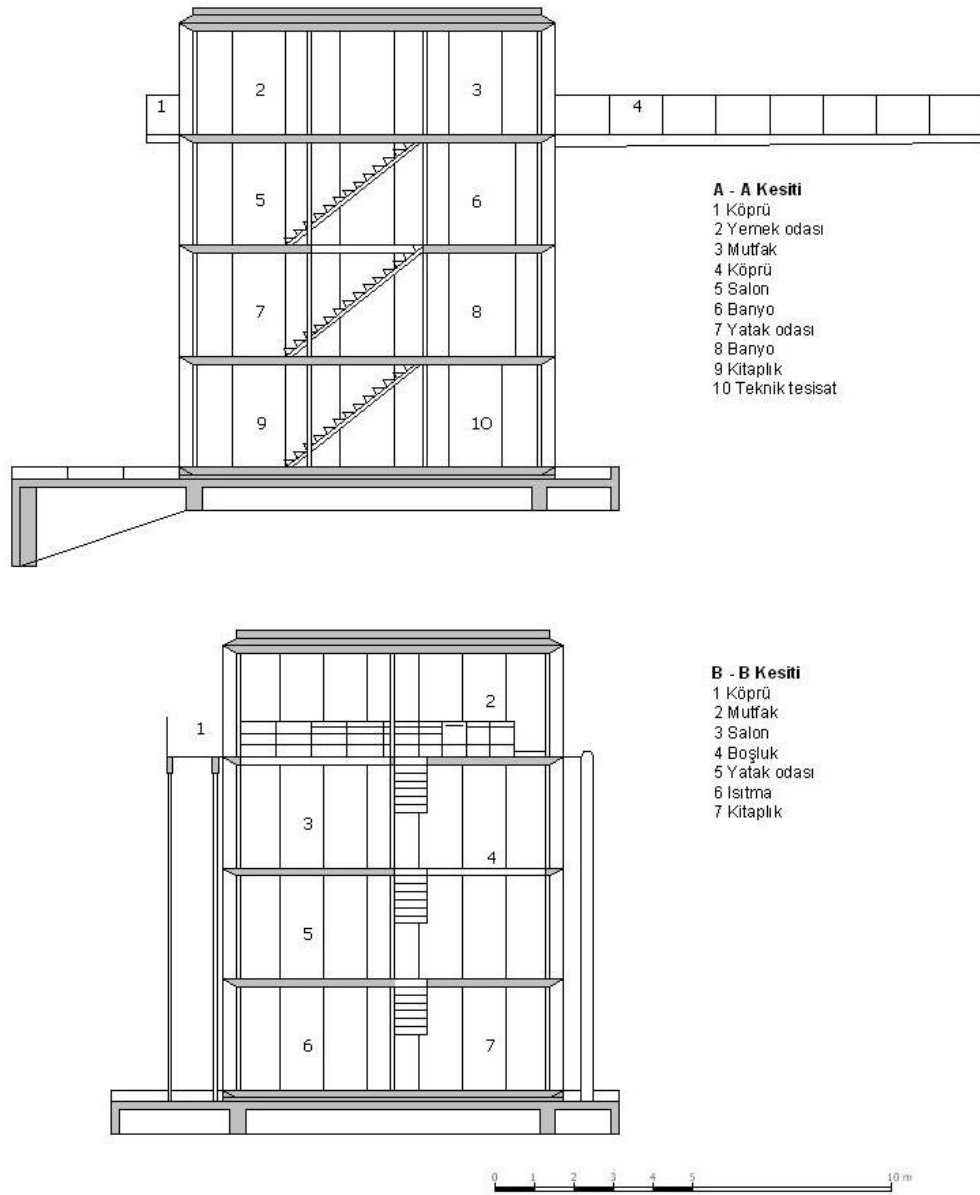 2
3
1
4
5
6
7
8
9
10
A - A Kesiti
1 Köprü
2 Yemek odası
3 Mutfak
4 Köprü
5 Salon
6 Banyo
7 Yatak odası
8 Banyo
9 Kitaplık
10 Teknik tesisat
2
1
3
4
5
6
7
B - B Kesiti
1 Köprü
2 Mutfak
3 Salon
4 Boşluk
5 Yatak odası
6 Isıtma
7 Kitaplık
0 1 2 3 4 5 10 m